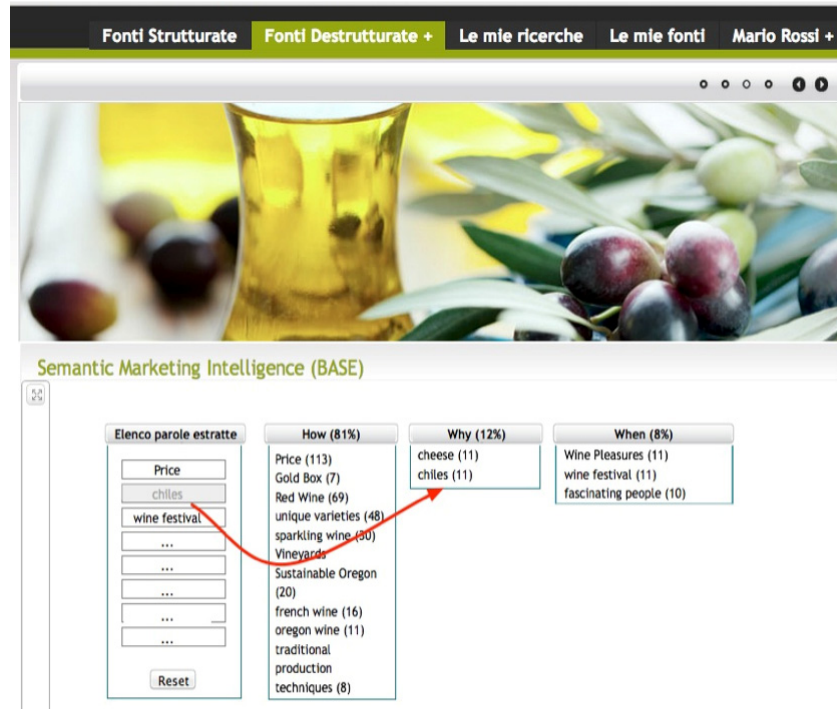 Fonti Strutturate Fonti Destrutturate + Le mie ricerche Le mie fonti Mario Rossi +
Semantic Marketing Intelligence (BASE)
Elenco parole estratte
Price
chiles
wine festival
...
...
...
...
...
Reset
How (81%)
Price (113)
Gold Box (7)
Red Wine (69)
unique varieties (48)
sparkling wine (30)
Vineyards
Sustainable Oregon
(20)
french wine (16)
oregon wine (11)
traditional
production
techniques (8)
Why (12%)
cheese (11)
chiles (11)
When (8%)
Wine Pleasures (11)
wine festival (11)
fascinating people (10)